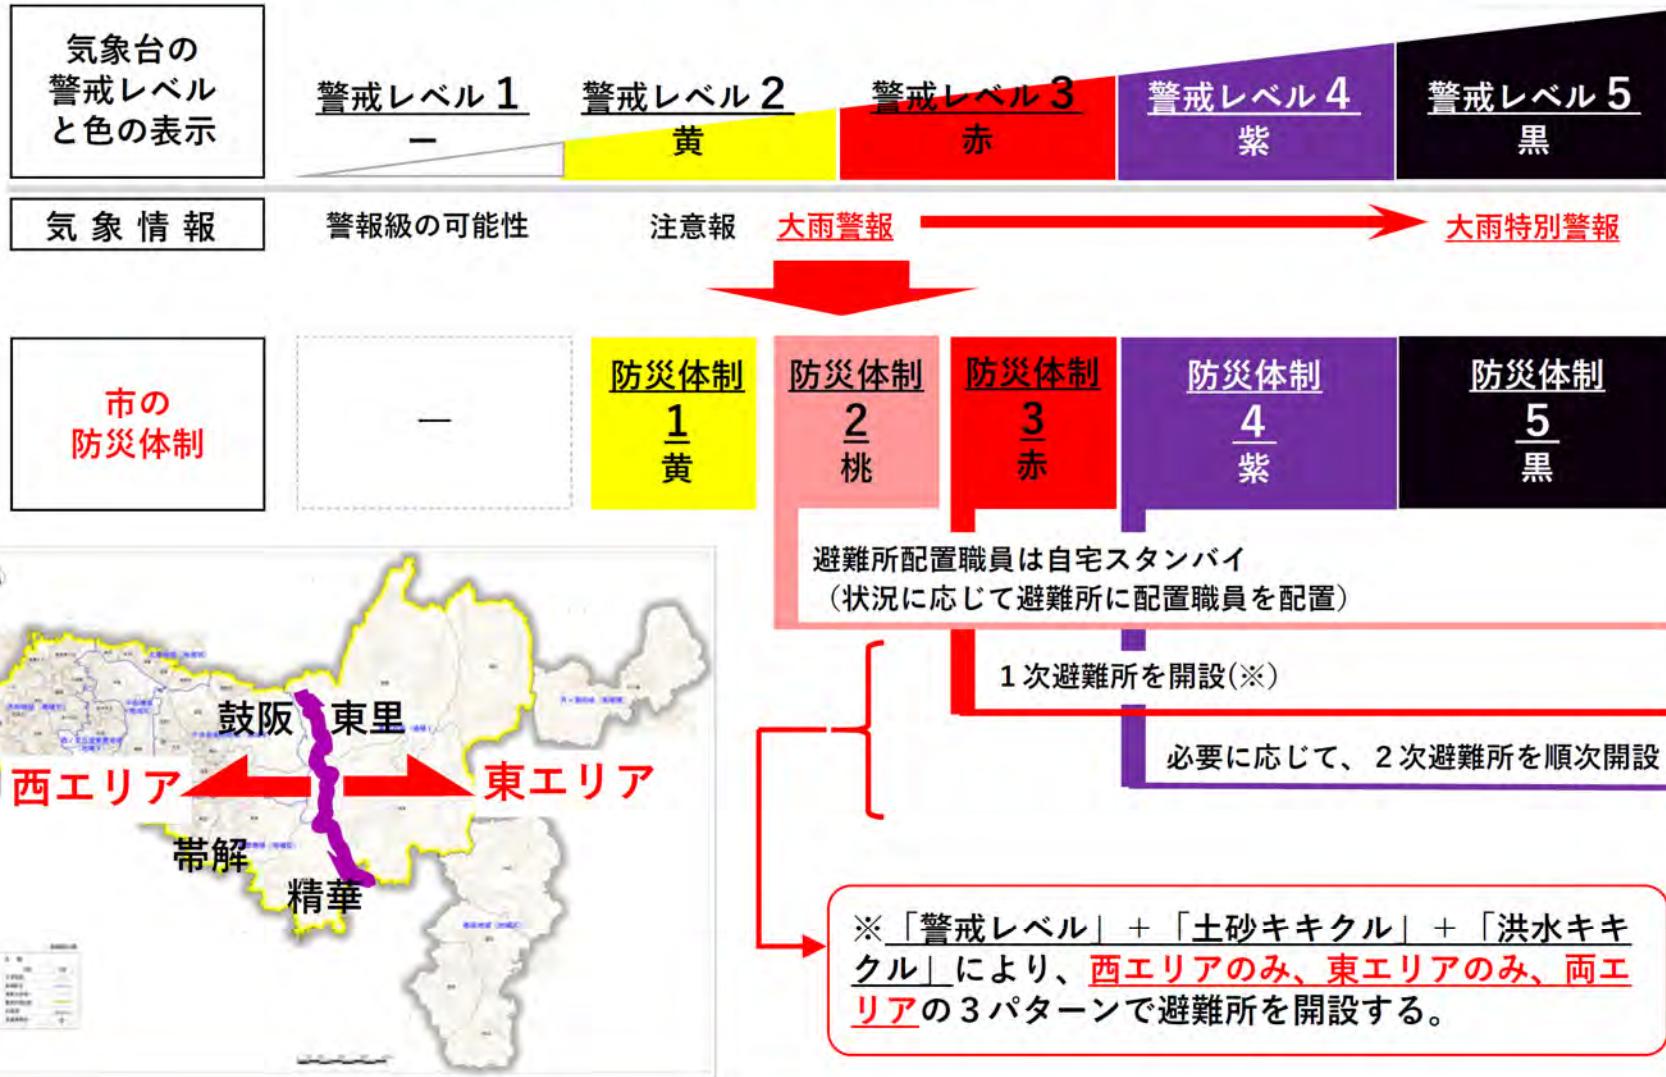 気象台の
警戒レベル
と色の表示
警戒レベル 1
ー
警戒レベル 2
黄
警戒レベル 3
赤
警戒レベル 4
紫
警戒レベル 5
黒
気 象 情 報
警報級の可能性
注意報
大雨警報
大雨特別警報
市の
防災体制
—
防災体制
1
黄
防災体制
2
桃
防災体制
3
赤
防災体制
4
紫
防災体制
5
黒
避難所配置職員は自宅スタンバイ
（状況に応じて避難所に配置職員を配置）
1次避難所を開設(※)
必要に応じて、２次避難所を順次開設
鼓阪
東里
西エリア
東エリア
帯解
精華
※「警戒レベル」＋「土砂キキクル」＋「洪水キキ
クル」により、西エリアのみ、東エリアのみ、両エ
リアの３パターンで避難所を開設する。